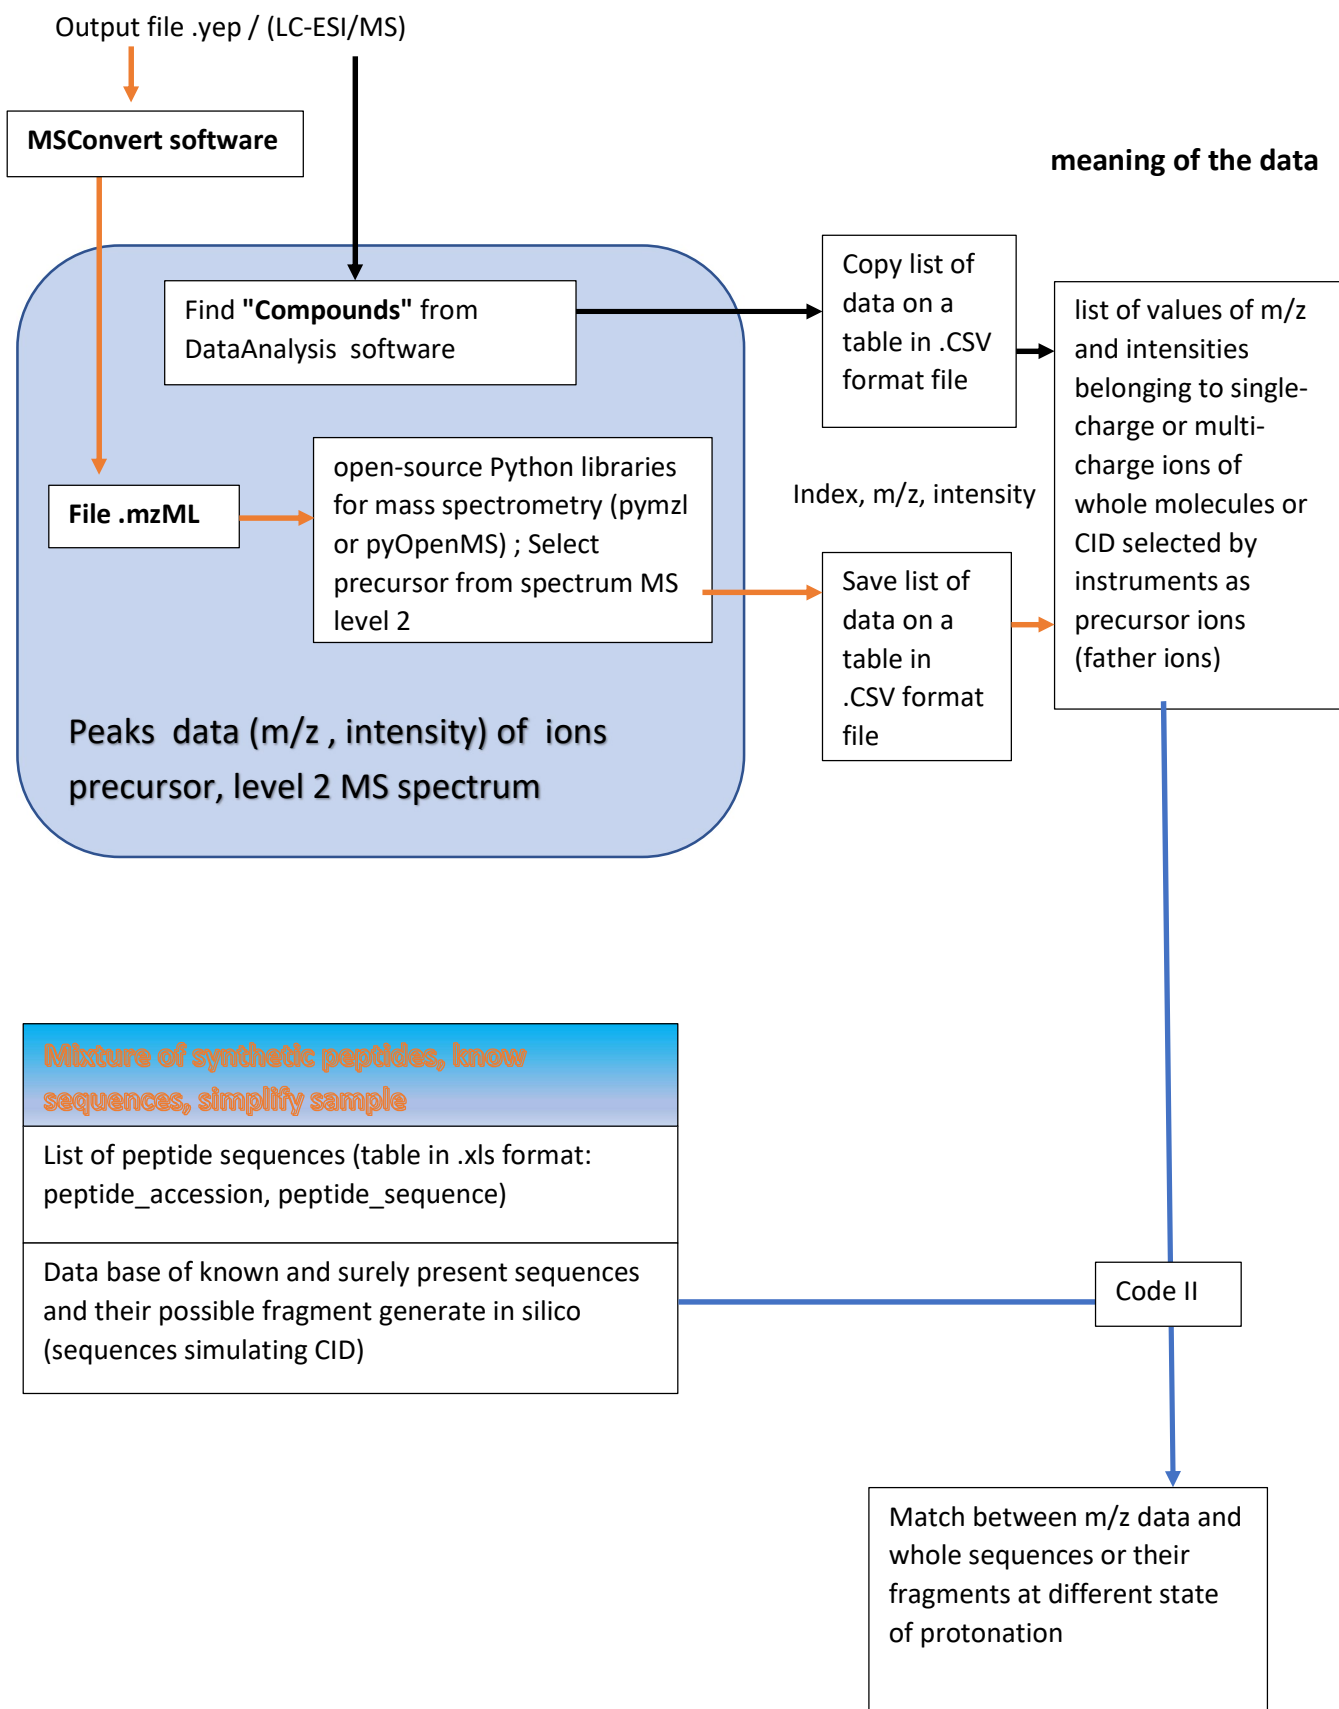 Output file .yep / (LC-ESI/MS)
MSConvert software
meaning of the data
Find "Compounds" from
DataAnalysis  software
Copy list of
data on a
table in .CSV
format file
list of values of m/z
and intensities
belonging to single-
charge or multi-
charge ions of
whole molecules or
CID selected by
instruments as
precursor ions
(father ions)
File .mzML
open-source Python libraries
for mass spectrometry (pymzl
or pyOpenMS) ; Select
precursor from spectrum MS
level 2
Index, m/z, intensity
Save list of
data on a
table in
.CSV format
file
Peaks  data (m/z , intensity) of  ions
precursor, level 2 MS spectrum
Mixture of synthetic peptides, know
sequences, simplify sample
List of peptide sequences (table in .xls format:
peptide_accession, peptide_sequence)
Data base of known and surely present sequences
and their possible fragment generate in silico
(sequences simulating CID)
Code II
Match between m/z data and
whole sequences or their
fragments at different state
of protonation